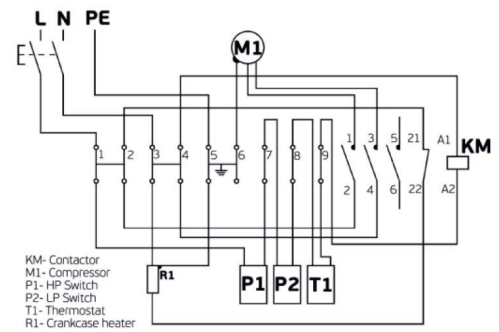 L N PE
M1
1 3 5 21
A1 KM
1 2 3 4 5 6 7 8 9
2 4 6 22 A2
R1
P1 P2 T1
KM- Contactor
M1- Compressor
P1- HP Switch
P2- LP Switch
T1- Thermostat
R1- Crankcase heater